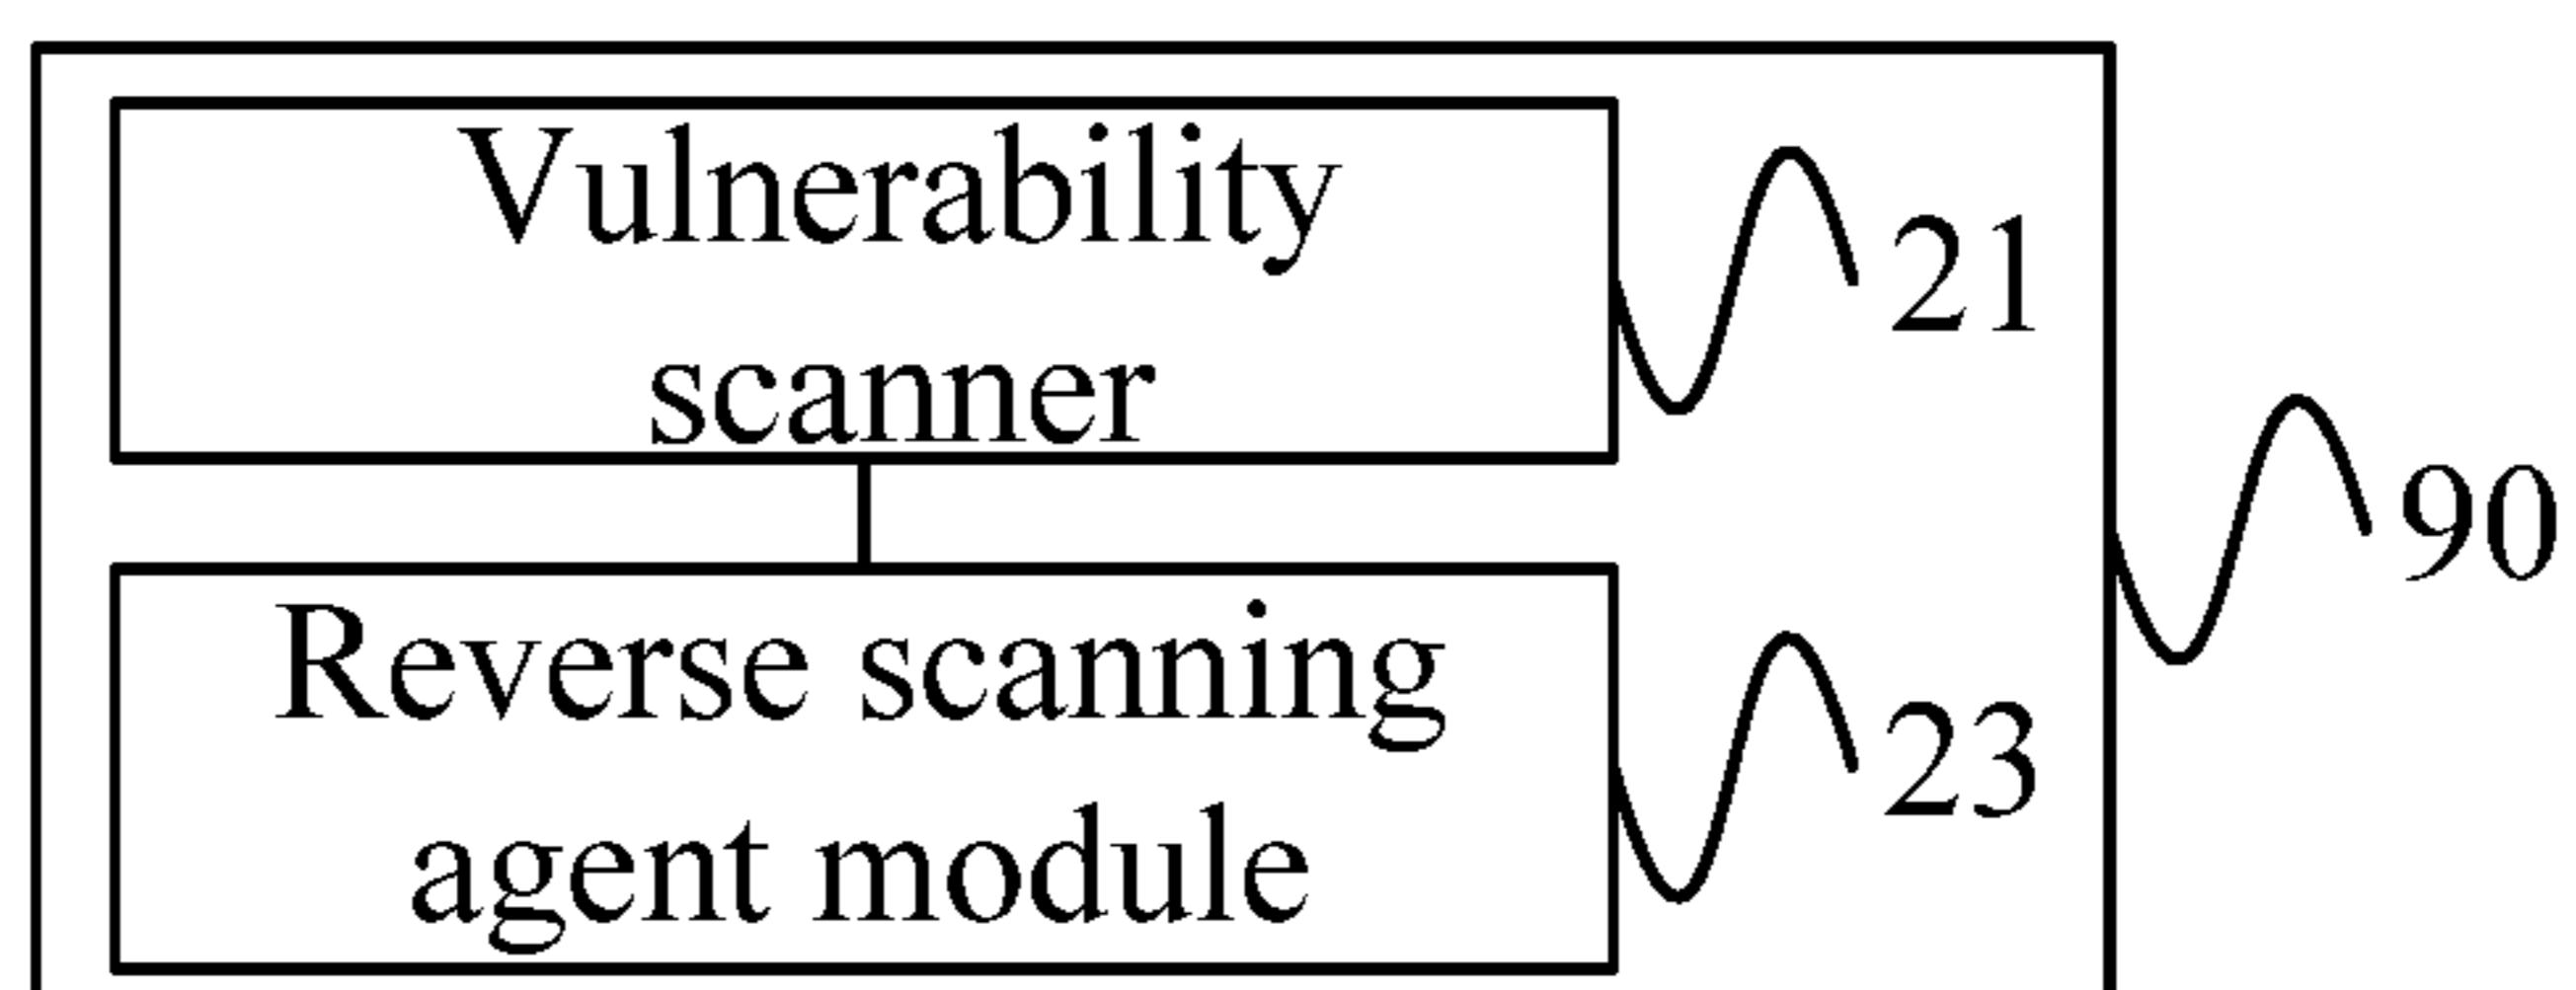 Vulnerability
scanner
21
90
Reverse scanning
agent module
23